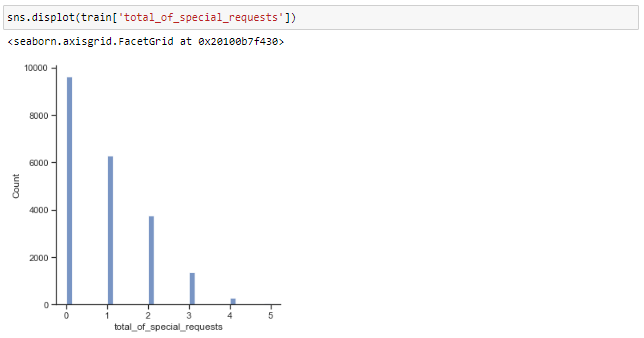 sns.displot(train['total_of_special_requests'])
<seaborn.axisgrid.FacetGrid at 0x20100b7f430>
10000
8000
6000
4000
2000
0
Count
0 1 2 3 4 5
total_of_special_requests